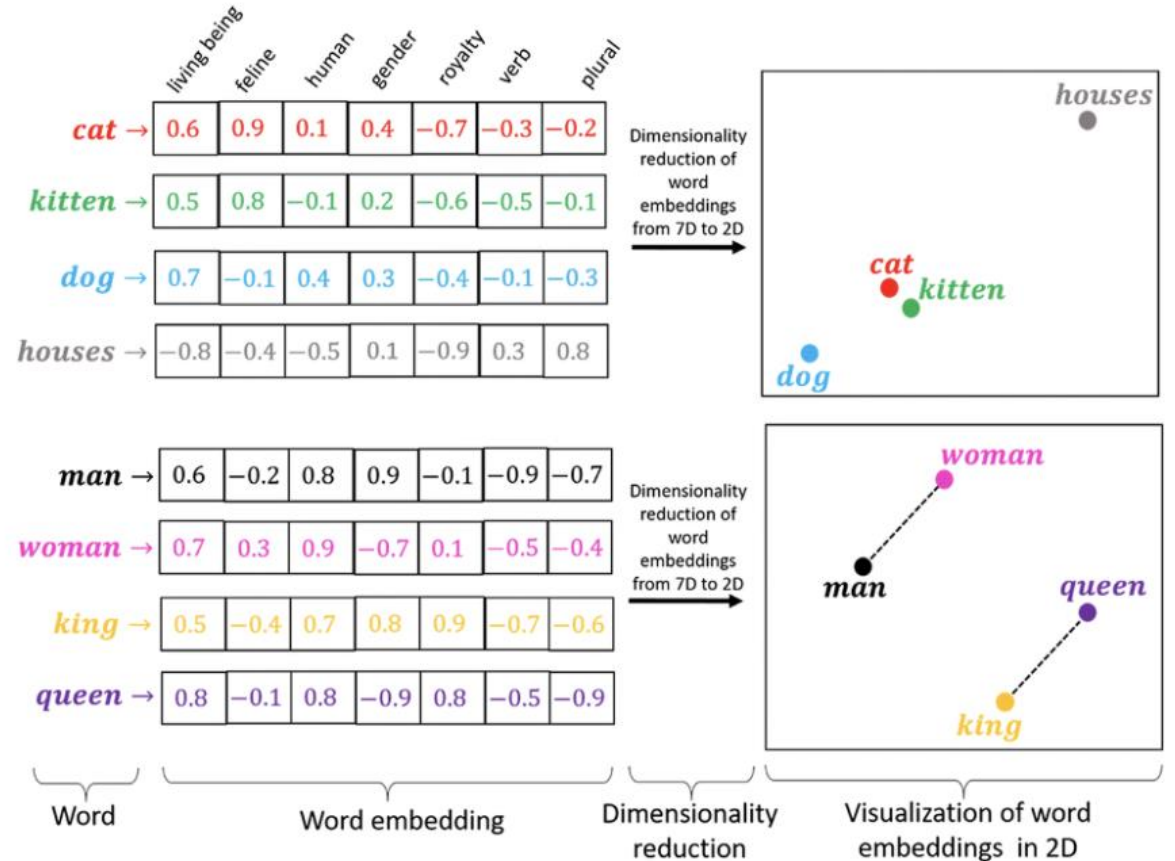 living being feline human gender royalty verb plural
cat → 0.6 0.9 0.1 0.4 −0.7 −0.3 −0.2
kitten → 0.5 0.8 −0.1 0.2 −0.6 −0.5 −0.1
dog → 0.7 −0.1 0.4 0.3 −0.4 −0.1 −0.3
houses → −0.8 −0.4 −0.5 0.1 −0.9 0.3 0.8
Dimensionality
reduction of
word
embeddings
from 7D to 2D
houses
cat
kitten
dog
man → 0.6 −0.2 0.8 0.9 −0.1 −0.9 −0.7
woman → 0.7 0.3 0.9 −0.7 0.1 −0.5 −0.4
king → 0.5 −0.4 0.7 0.8 0.9 −0.7 −0.6
queen → 0.8 −0.1 0.8 −0.9 0.8 −0.5 −0.9
Dimensionality
reduction of
word
embeddings
from 7D to 2D
woman
man
queen
king
Word
Word embedding
Dimensionality
reduction
Visualization of word
embeddings in 2D